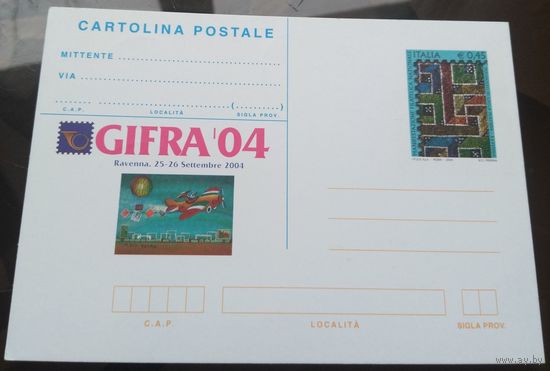 CARTOLINA POSTALE
MITTENTE
VIA
(..........)
C.A.P. LOCALITÀ SIGLA PROV.
GIFRA '04
Ravenna. 25-26 Settembre 2004
ITALIA € 0,45
C.A.P. LOCALITÀ SIGLA PROV.
www.ay.by